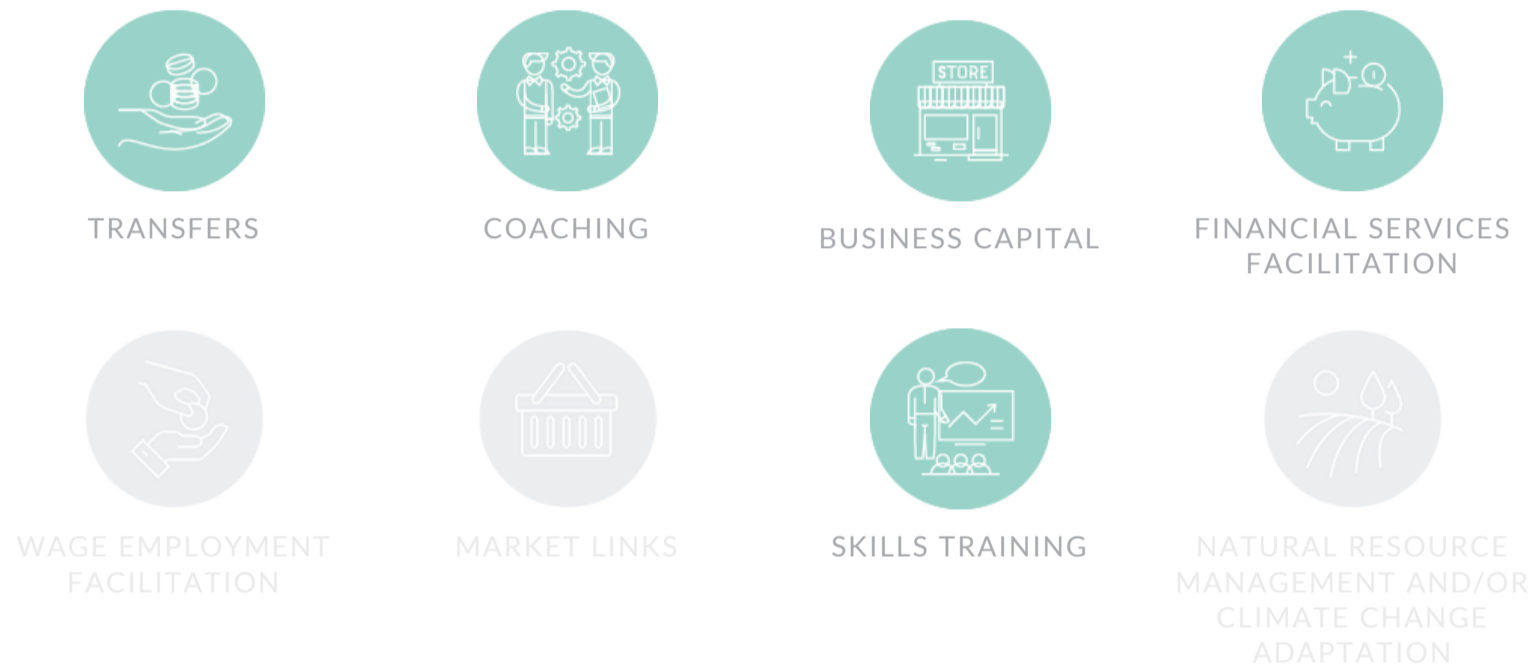 STORE
TRANSFERS
COACHING
BUSINESS CAPITAL
FINANCIAL SERVICES
FACILITATION
WAGE EMPLOYMENT
FACILITATION
MARKET LINKS
SKILLS TRAINING
NATURAL RESOURCE
MANAGEMENT AND/OR
CLIMATE CHANGE
ADAPTATION